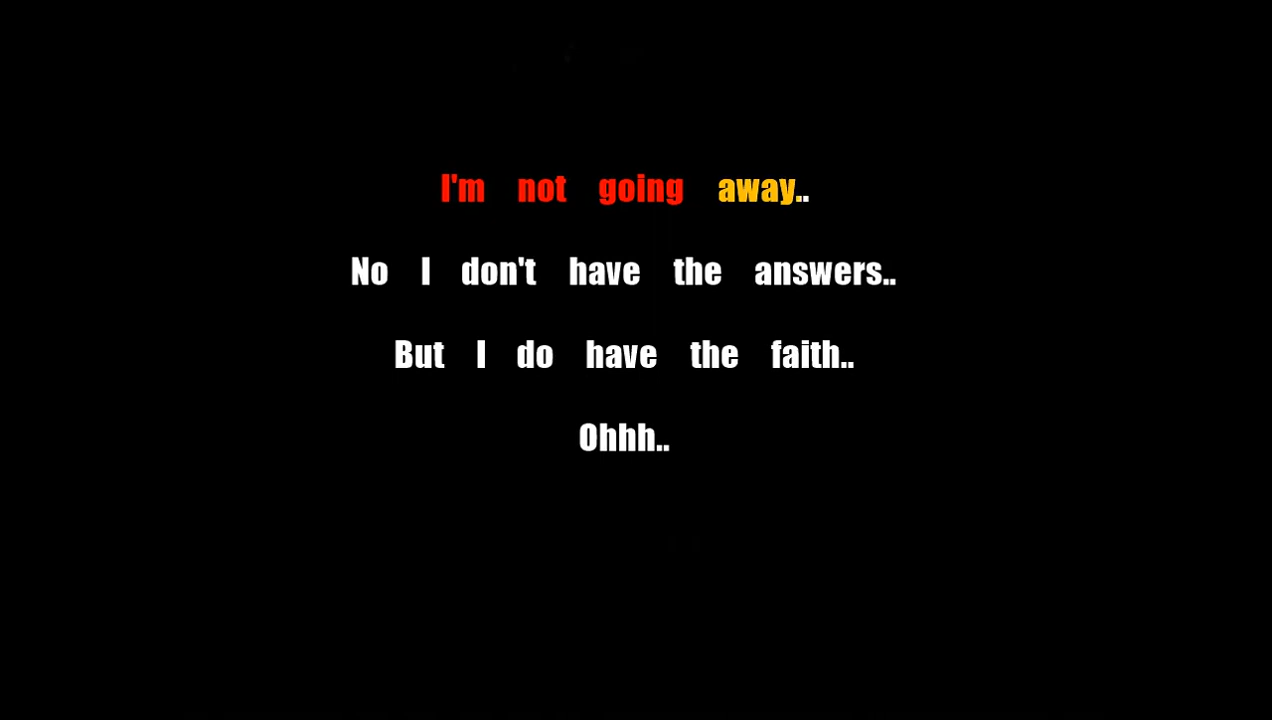 I'm not going away..
No I don't have the answers..
But I do have the faith..
Ohhh..